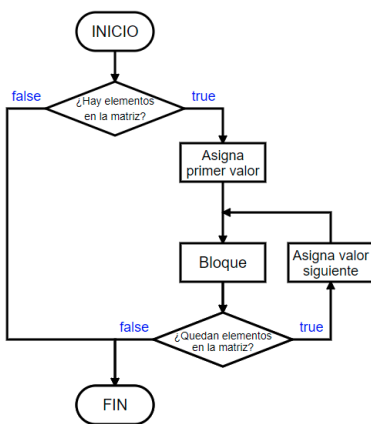 INICIO
false
¿Hay elementos
en la matriz?
true
Asigna
primer valor
Bloque
Asigna valor
siguiente
false
¿Quedan elementos
en la matriz?
true
FIN